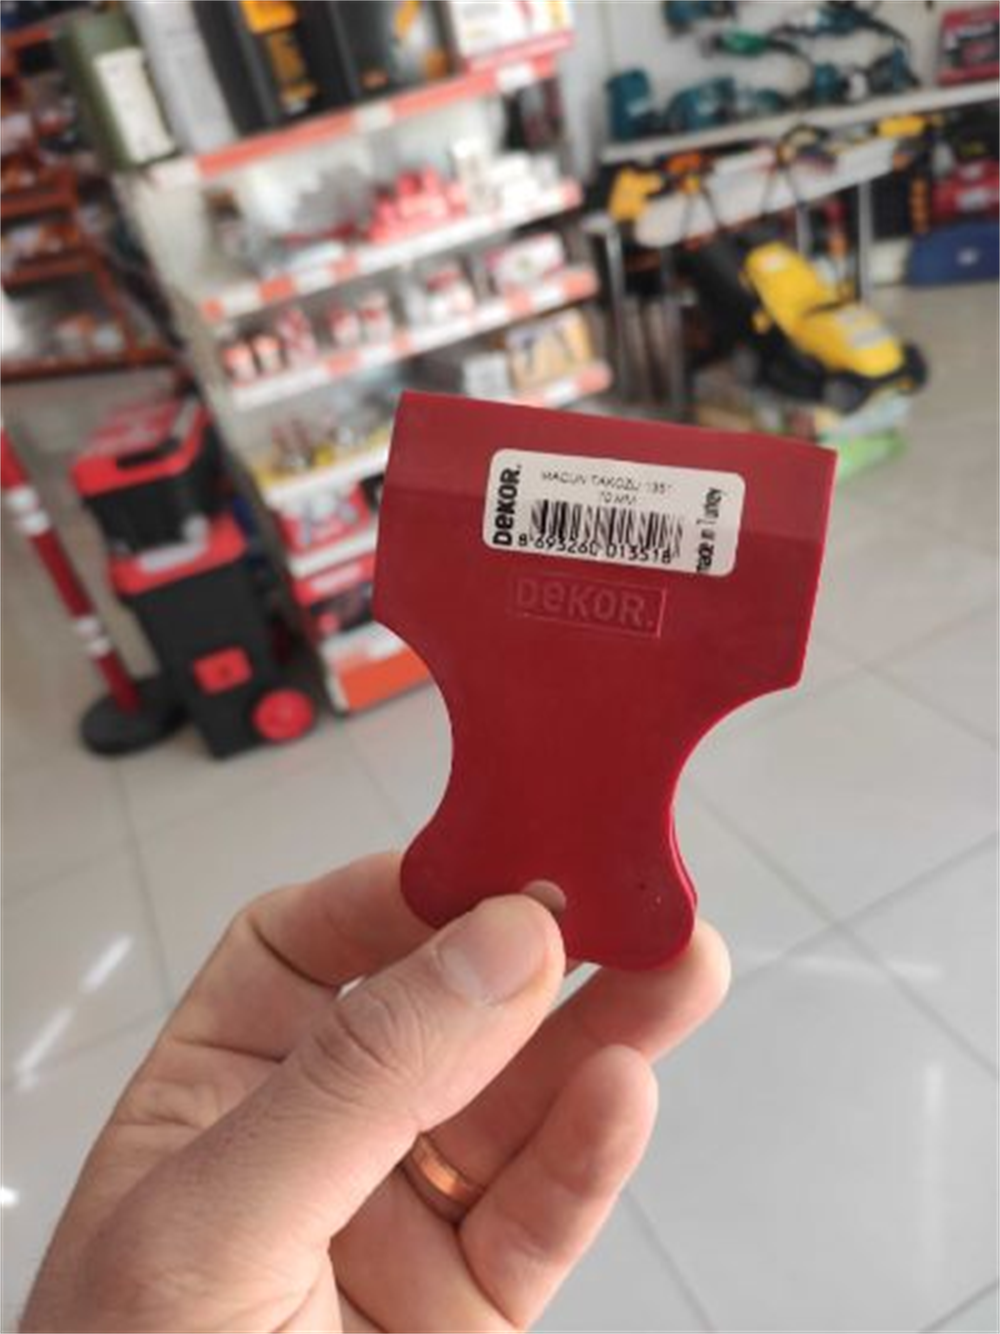 DeKOR.
MACUN TAKOZU 1351
70 MM
8 693260 013518
made in Turkey
DeKOR.